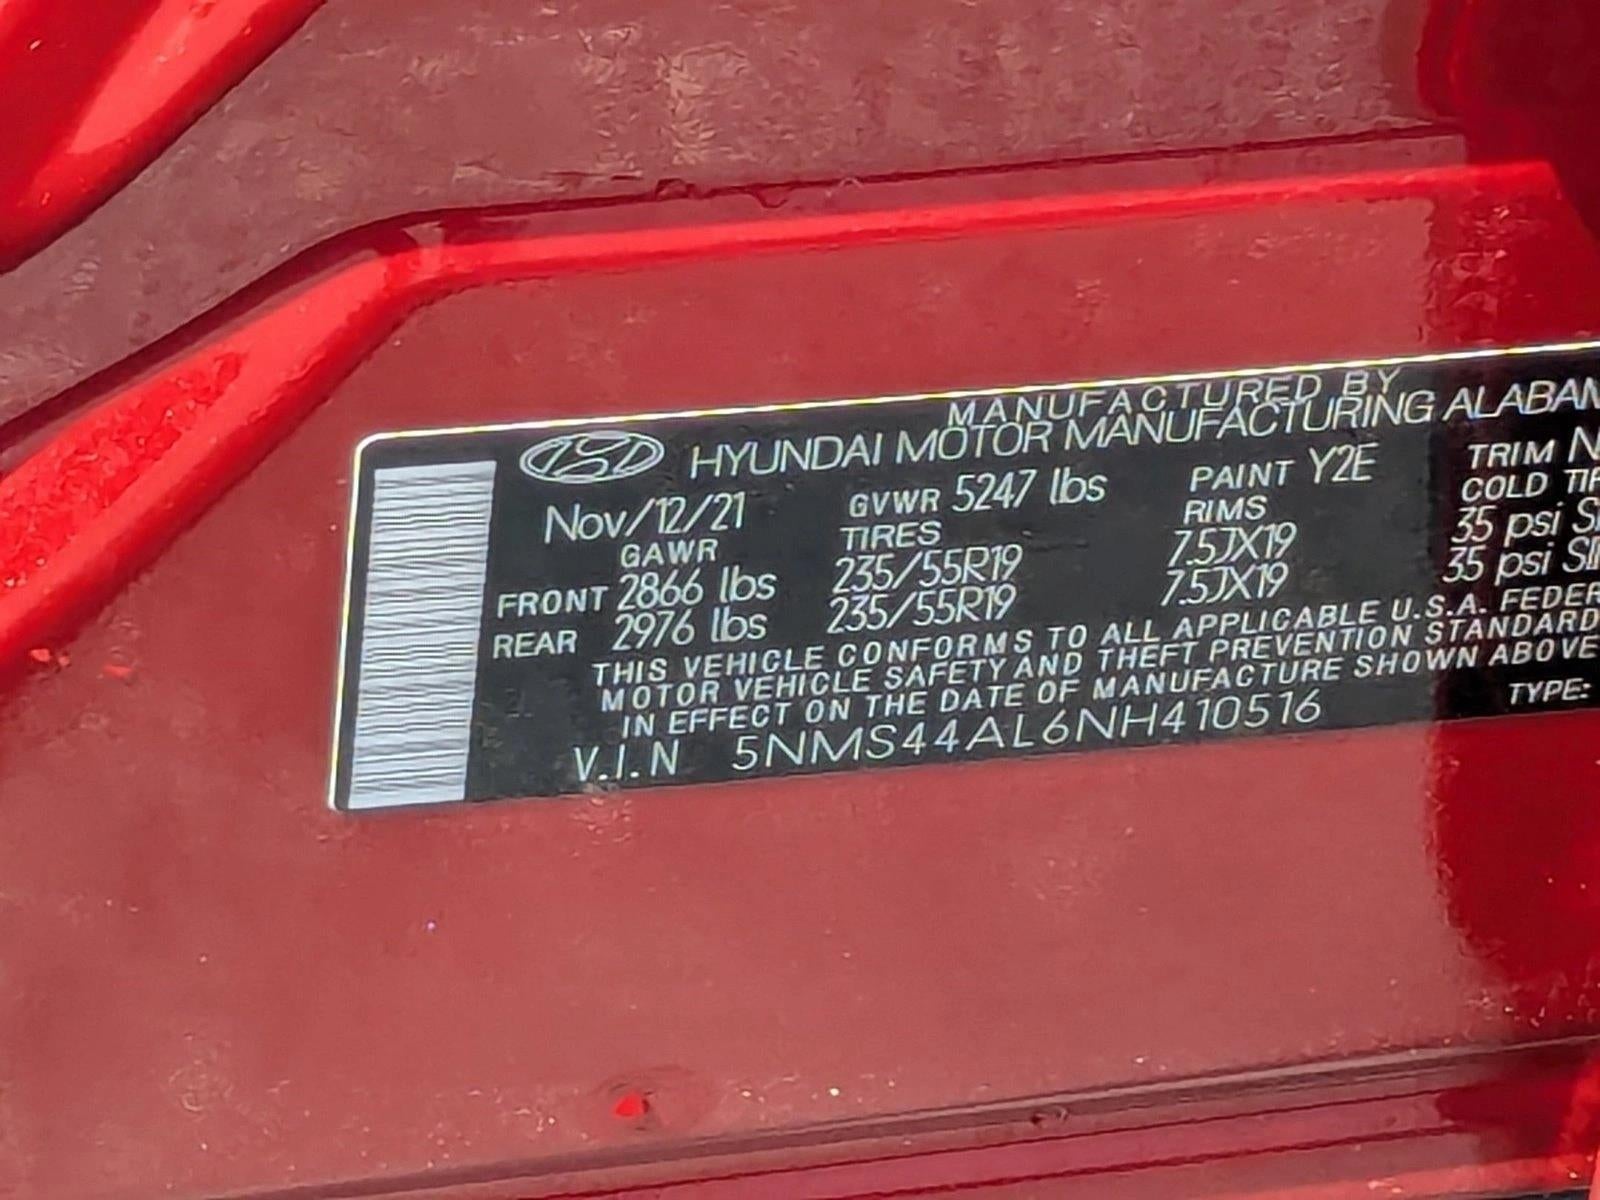 MANUFACTURED BY
HYUNDAI MOTOR MANUFACTURING
Nov/12/21 GVWR 5247 lbs PAINT Y2E TRIM
GAWR TIRES RIMS COLD
FRONT 2866 lbs 235/55R19 7.5JX19 35 psi
REAR 2976 lbs 235/55R19 7.5JX19 35 psi
THIS VEHICLE CONFORMS TO ALL APPLICABLE U.S.A.
MOTOR VEHICLE SAFETY AND THEFT PREVENTION STANDARD
IN EFFECT ON THE DATE OF MANUFACTURE SHOWN ABOVE
V.I.N 5NMS44AL6NH410516 TYPE: